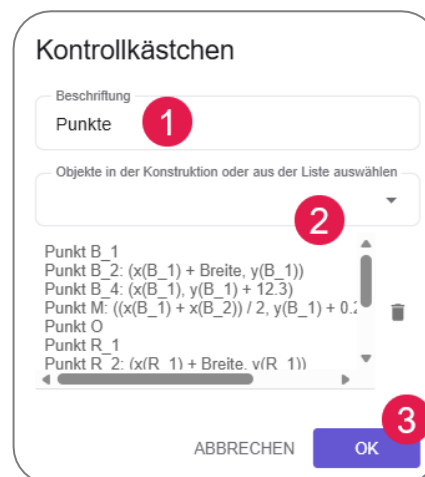 Kontrollkästchen
Beschriftung
Punkte
1
Objekte in der Konstruktion oder aus der Liste auswählen
2
Punkt B_1
Punkt B_2: (x(B_1) + Breite, y(B_1))
Punkt B_4: (x(B_1), y(B_1) + 12.3)
Punkt M: ((x(B_1) + x(B_2)) / 2, y(B_1) + 0.2
Punkt O
Punkt R_1
Punkt R_2: (x(R_1) + Breite, y(R_1))
3
ABBRECHEN
OK